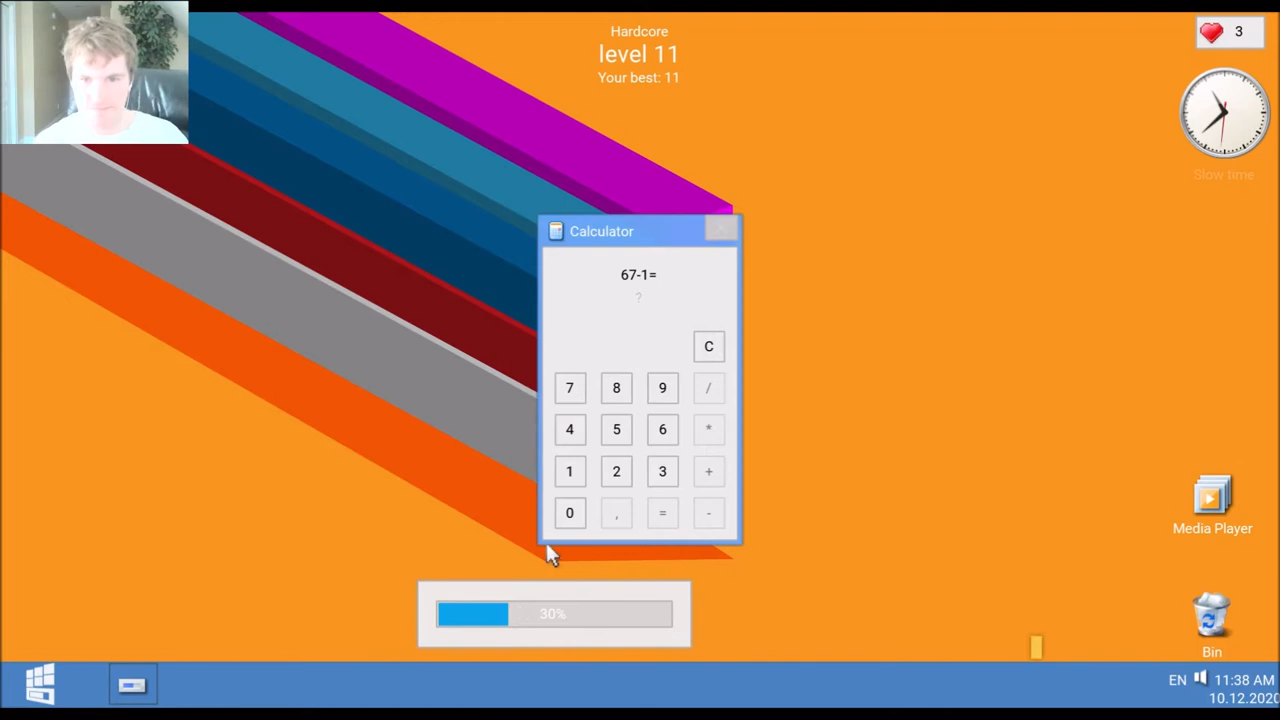 Hardcore
level 11
Your best: 11
3
Slow time
Calculator
67-1=
?
C
7 8 9 /
4 5 6 *
1 2 3 +
0 , = -
30%
Media Player
Bin
EN 11:38 AM
10.12.2020